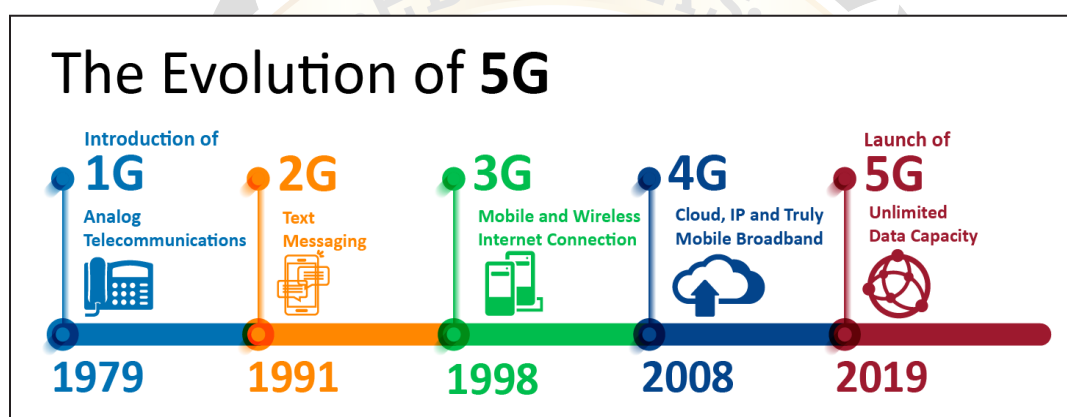 The Evolution of 5G
Introduction of
1G
Analog
Telecommunications
1979
2G
Text
Messaging
1991
3G
Mobile and Wireless
Internet Connection
1998
4G
Cloud, IP and Truly
Mobile Broadband
2008
Launch of
5G
Unlimited
Data Capacity
2019